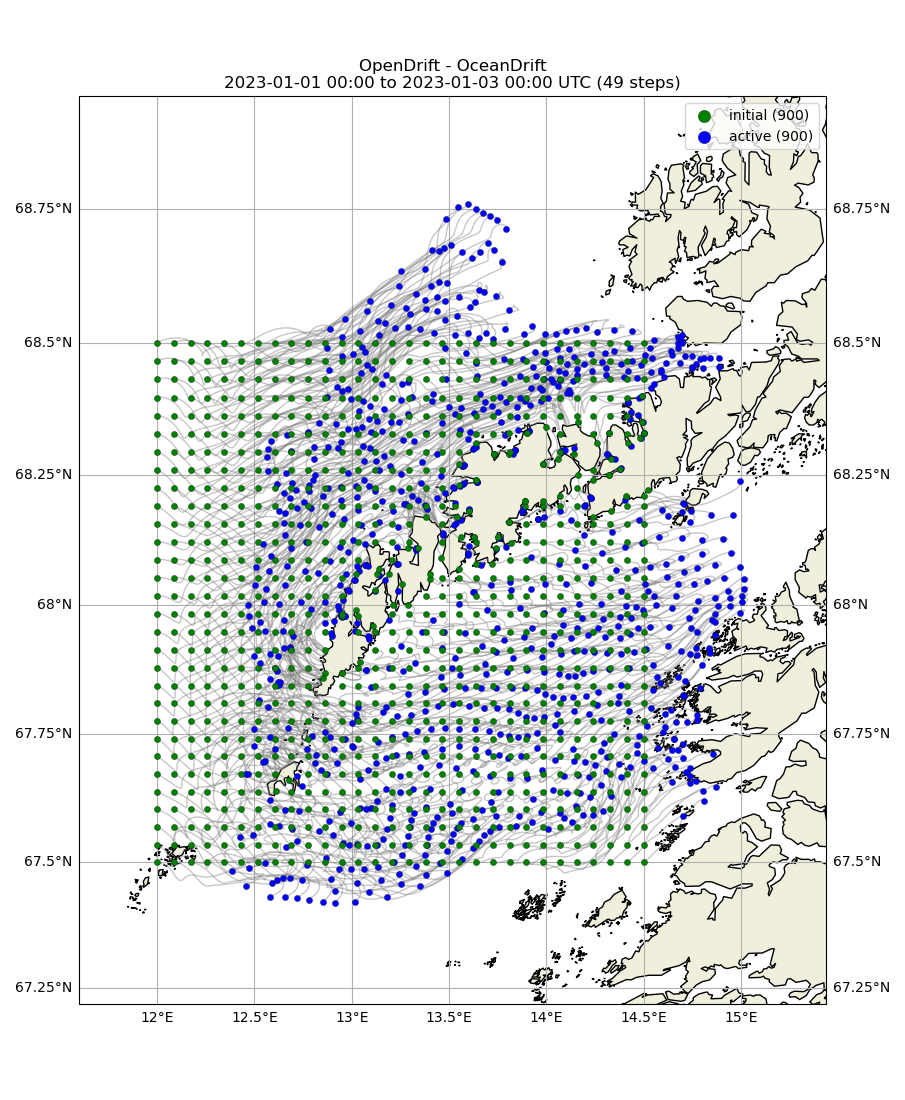 OpenDrift - OceanDrift
2023-01-01 00:00 to 2023-01-03 00:00 UTC (49 steps)
initial (900)
active (900)
68.75°N 68.75°N
68.5°N 68.5°N
68.25°N 68.25°N
68°N 68°N
67.75°N 67.75°N
67.5°N 67.5°N
67.25°N 67.25°N
12°E 12.5°E 13°E 13.5°E 14°E 14.5°E 15°E